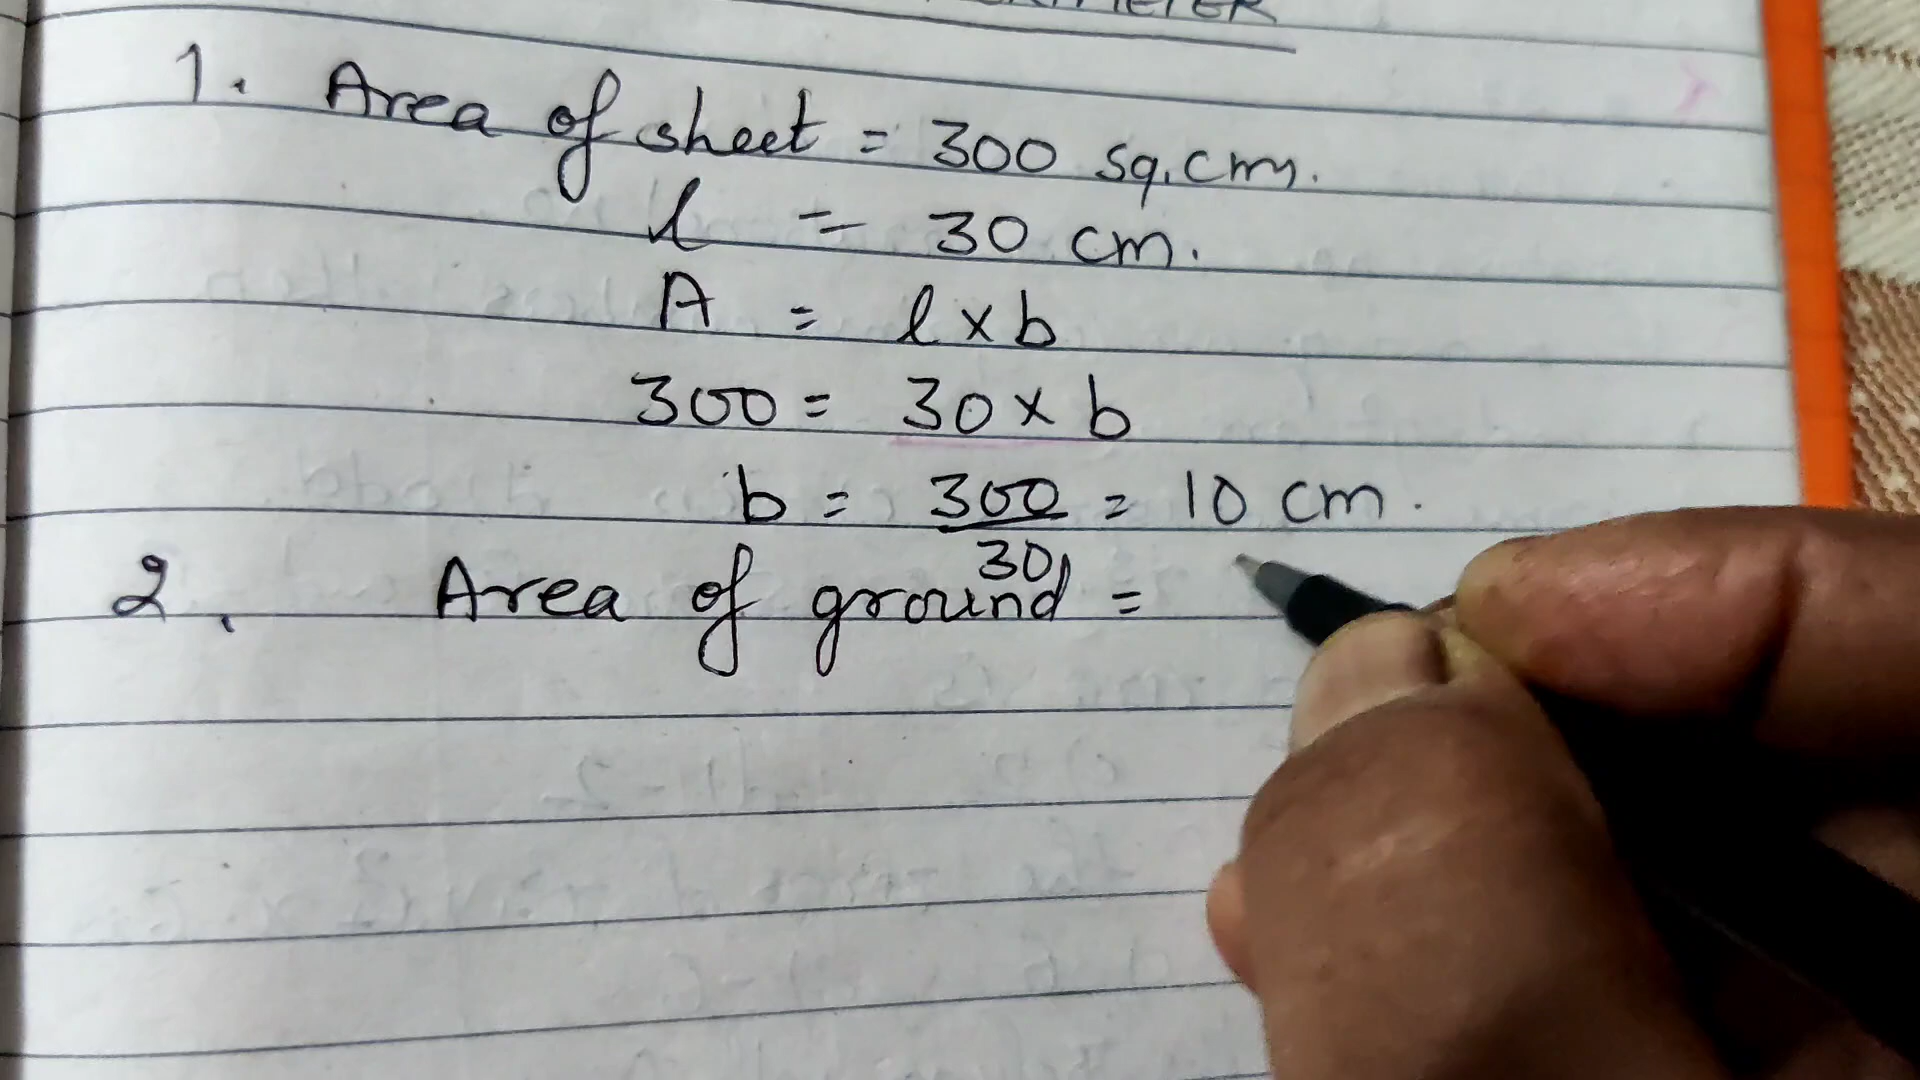 1. Area of sheet = 300 sq.cm.
l = 30 cm.
A = l × b
300 = 30 × b
b = 300/30 = 10 cm.
2. Area of ground =